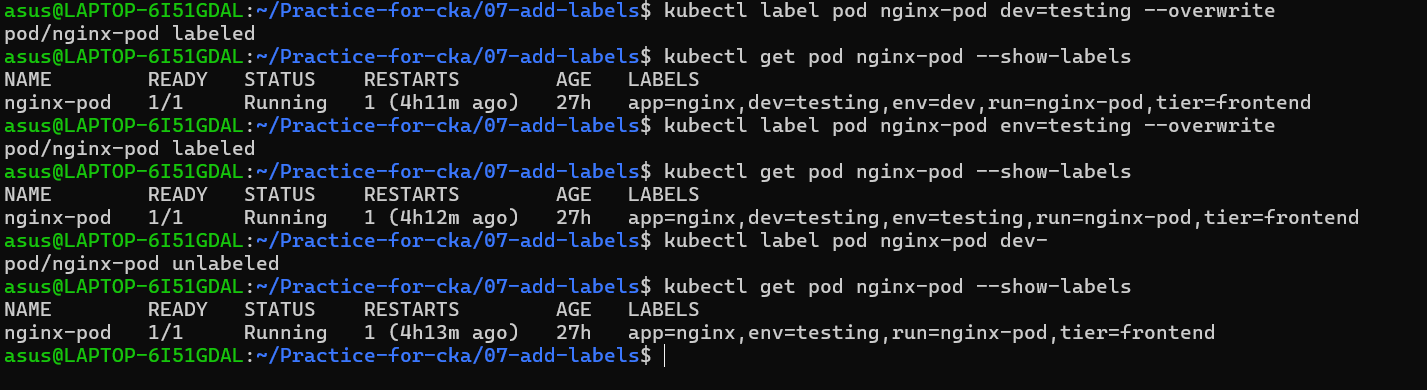 asus@LAPTOP-6I51GDAL:~/Practice-for-cka/07-add-labels$ kubectl label pod nginx-pod dev=testing --overwrite
pod/nginx-pod labeled
asus@LAPTOP-6I51GDAL:~/Practice-for-cka/07-add-labels$ kubectl get pod nginx-pod --show-labels
NAME        READY   STATUS    RESTARTS        AGE   LABELS
nginx-pod   1/1     Running   1 (4h11m ago)   27h   app=nginx,dev=testing,env=dev,run=nginx-pod,tier=frontend
asus@LAPTOP-6I51GDAL:~/Practice-for-cka/07-add-labels$ kubectl label pod nginx-pod env=testing --overwrite
pod/nginx-pod labeled
asus@LAPTOP-6I51GDAL:~/Practice-for-cka/07-add-labels$ kubectl get pod nginx-pod --show-labels
NAME        READY   STATUS    RESTARTS        AGE   LABELS
nginx-pod   1/1     Running   1 (4h12m ago)   27h   app=nginx,dev=testing,env=testing,run=nginx-pod,tier=frontend
asus@LAPTOP-6I51GDAL:~/Practice-for-cka/07-add-labels$ kubectl label pod nginx-pod dev-
pod/nginx-pod unlabeled
asus@LAPTOP-6I51GDAL:~/Practice-for-cka/07-add-labels$ kubectl get pod nginx-pod --show-labels
NAME        READY   STATUS    RESTARTS        AGE   LABELS
nginx-pod   1/1     Running   1 (4h13m ago)   27h   app=nginx,env=testing,run=nginx-pod,tier=frontend
asus@LAPTOP-6I51GDAL:~/Practice-for-cka/07-add-labels$